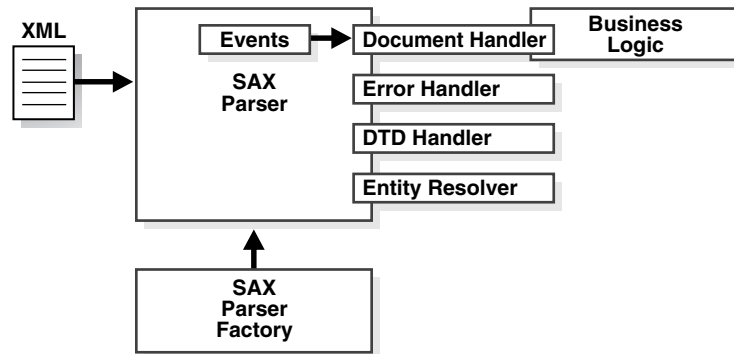 XML
Events
SAX
Parser
Document Handler
Business
Logic
Error Handler
DTD Handler
Entity Resolver
SAX
Parser
Factory